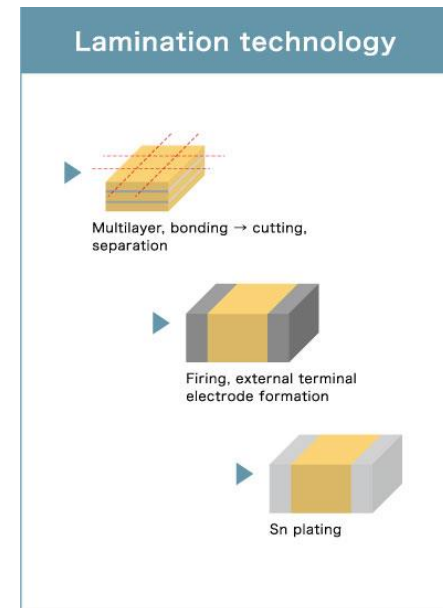 Lamination technology
Multilayer, bonding → cutting,
separation
Firing, external terminal
electrode formation
Sn plating